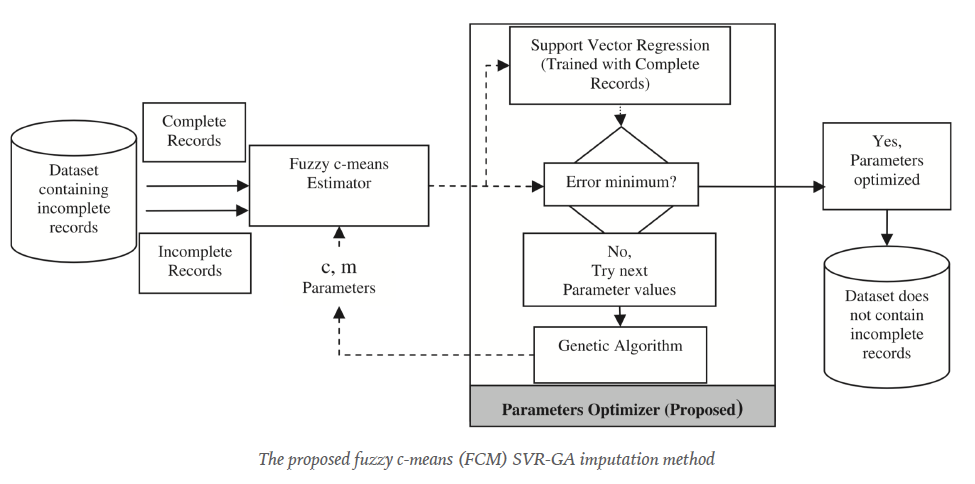 Dataset
containing
incomplete
records
Complete
Records
Incomplete
Records
Fuzzy c-means
Estimator
c, m
Parameters
Support Vector Regression
(Trained with Complete
Records)
Error minimum?
No,
Try next
Parameter values
Genetic Algorithm
Parameters Optimizer (Proposed)
Yes,
Parameters
optimized
Dataset does
not contain
incomplete
records
The proposed fuzzy c-means (FCM) SVR-GA imputation method